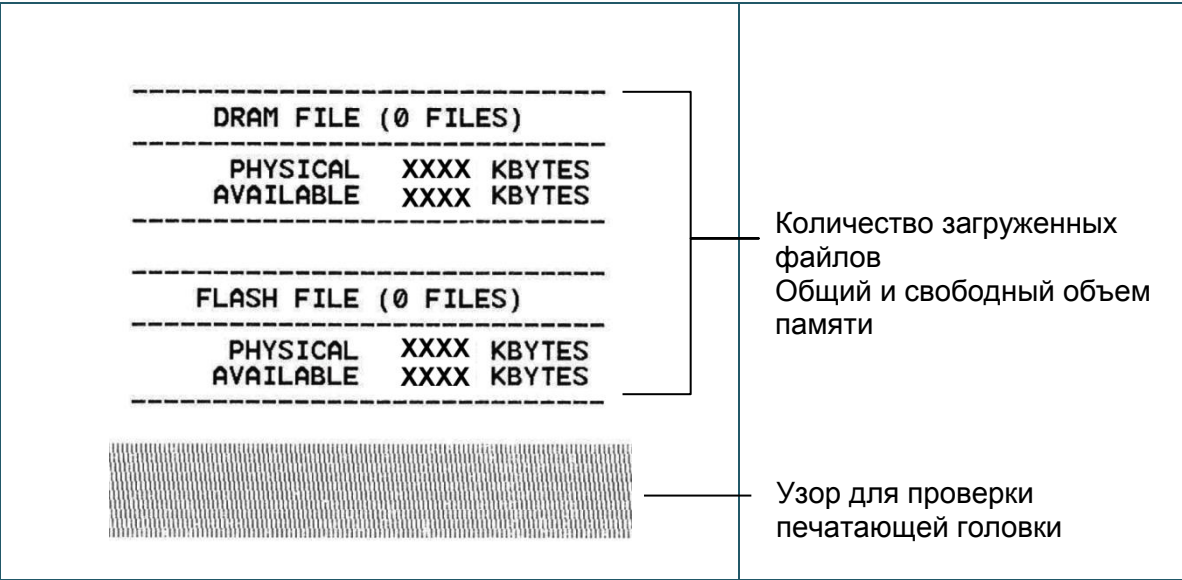 DRAM FILE (0 FILES)
PHYSICAL XXXX KBYTES
AVAILABLE XXXX KBYTES
FLASH FILE (0 FILES)
PHYSICAL XXXX KBYTES
AVAILABLE XXXX KBYTES
Количество загруженных
файлов
Общий и свободный объем
памяти
Узор для проверки
печатающей головки